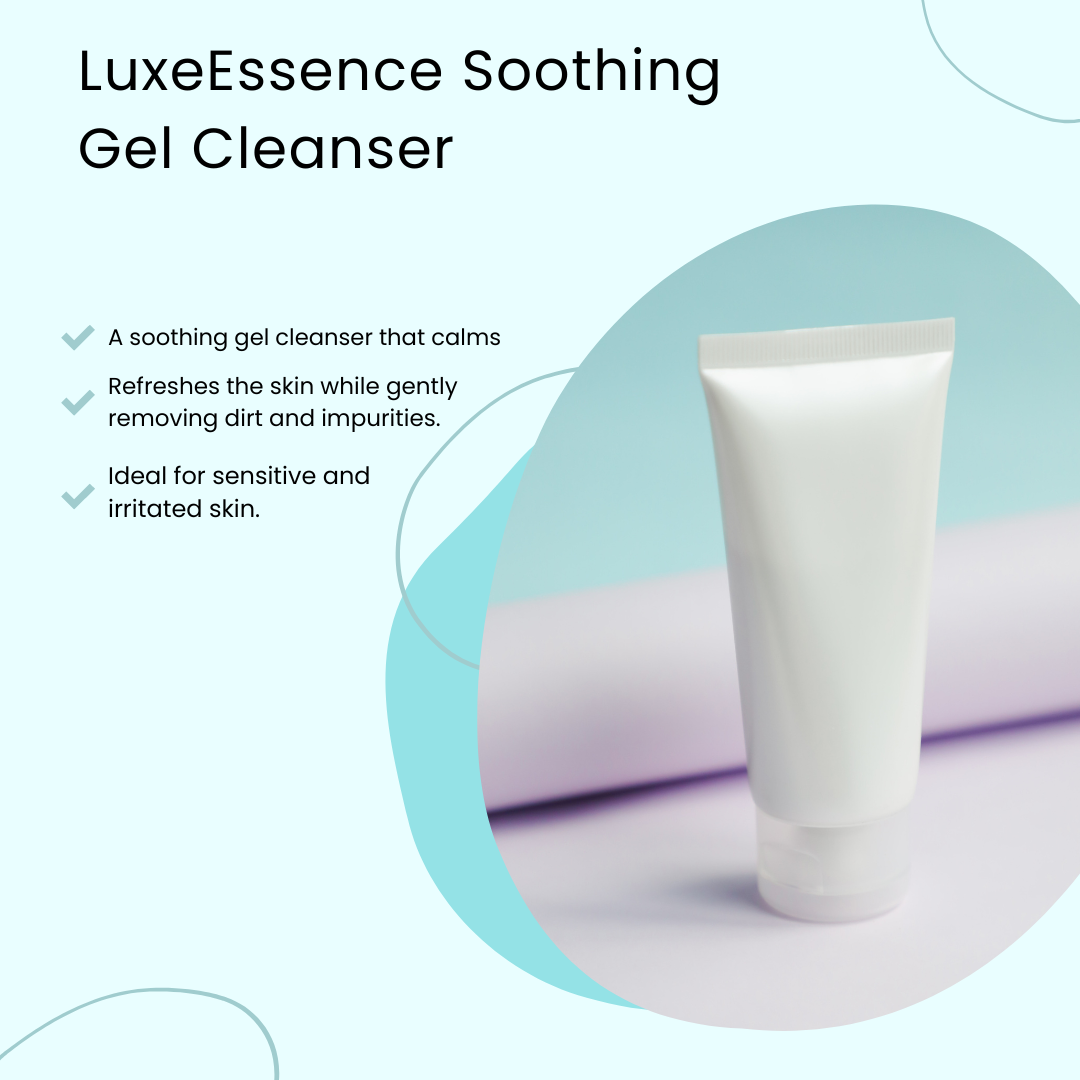 LuxeEssence Soothing
Gel Cleanser
A soothing gel cleanser that calms
Refreshes the skin while gently
removing dirt and impurities.
Ideal for sensitive and
irritated skin.